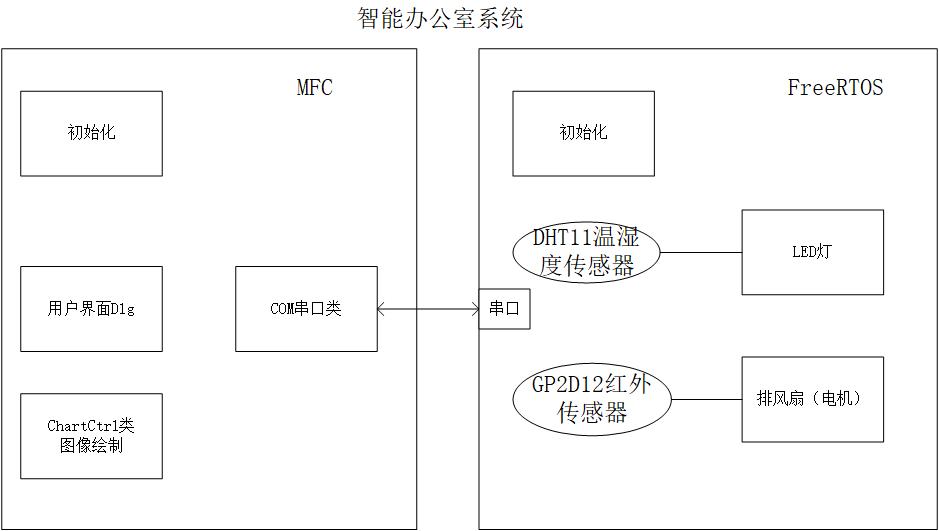 智能办公室系统
MFC
初始化
用户界面Dlg
COM串口类
ChartCtrl类
图像绘制
FreeRTOS
初始化
DHT11温湿
度传感器
LED灯
串口
GP2D12红外
传感器
排风扇（电机）